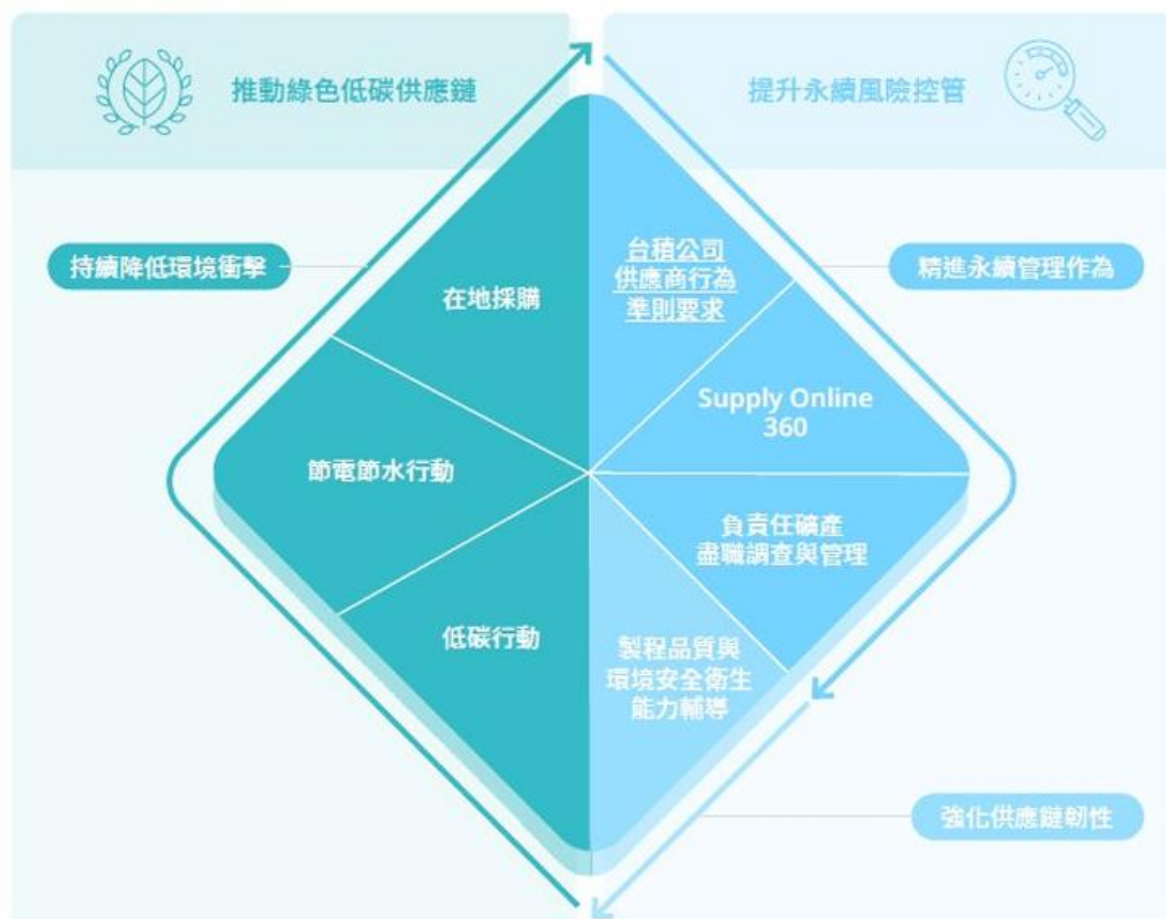 推動綠色低碳供應鏈
提升永續風險控管
持續降低環境衝擊
精進永續管理作為
在地採購
台積公司
供應商行為
準則要求
Supply Online
360
節電節水行動
負責任礦產
盡職調查與管理
低碳行動
製程品質與
環境安全衛生
能力輔導
強化供應鏈韌性